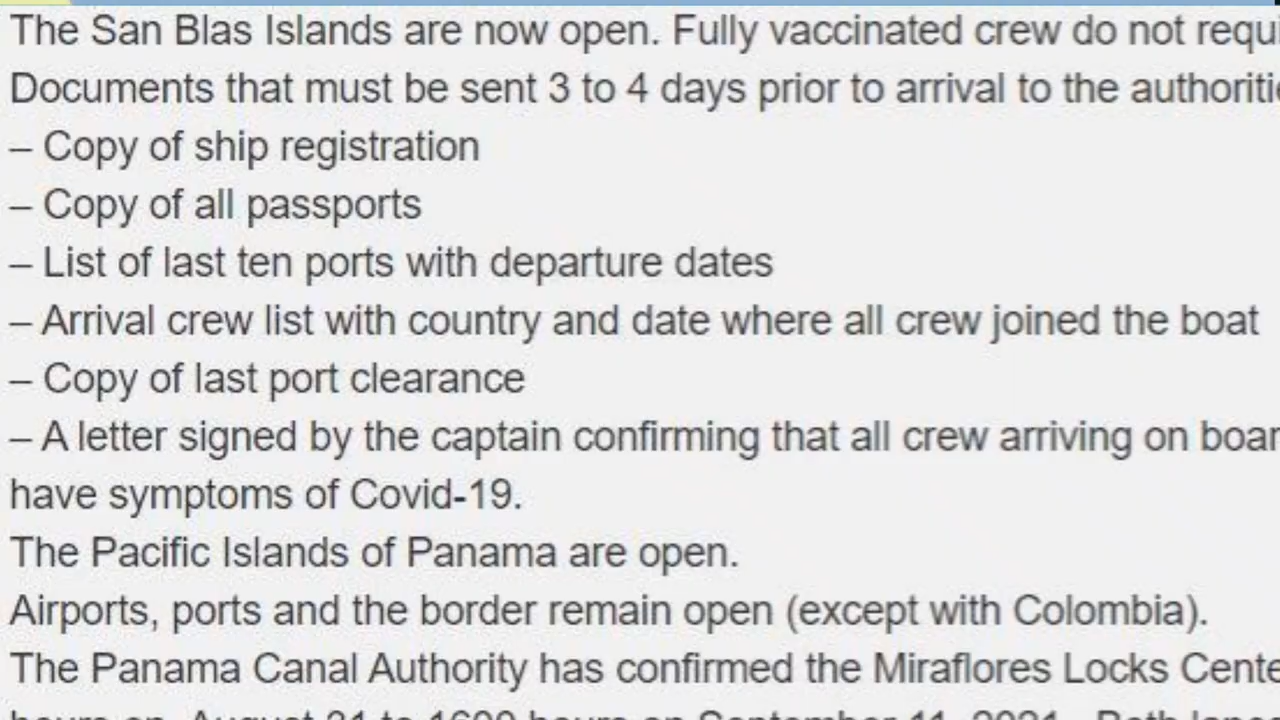 The San Blas Islands are now open. Fully vaccinated crew do not
Documents that must be sent 3 to 4 days prior to arrival to the
– Copy of ship registration
– Copy of all passports
– List of last ten ports with departure dates
– Arrival crew list with country and date where all crew joined the boat
– Copy of last port clearance
– A letter signed by the captain confirming that all crew arriving on
have symptoms of Covid-19.
The Pacific Islands of Panama are open.
Airports, ports and the border remain open (except with Colombia).
The Panama Canal Authority has confirmed the Miraflores Locks